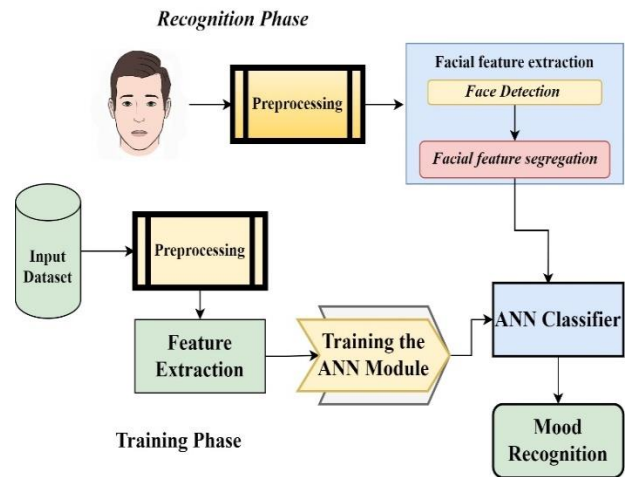 Recognition Phase
Preprocessing
Facial feature extraction
Face Detection
Facial feature segregation
Input
Dataset
Preprocessing
Feature
Extraction
Training the
ANN Module
ANN Classifier
Mood
Recognition
Training Phase